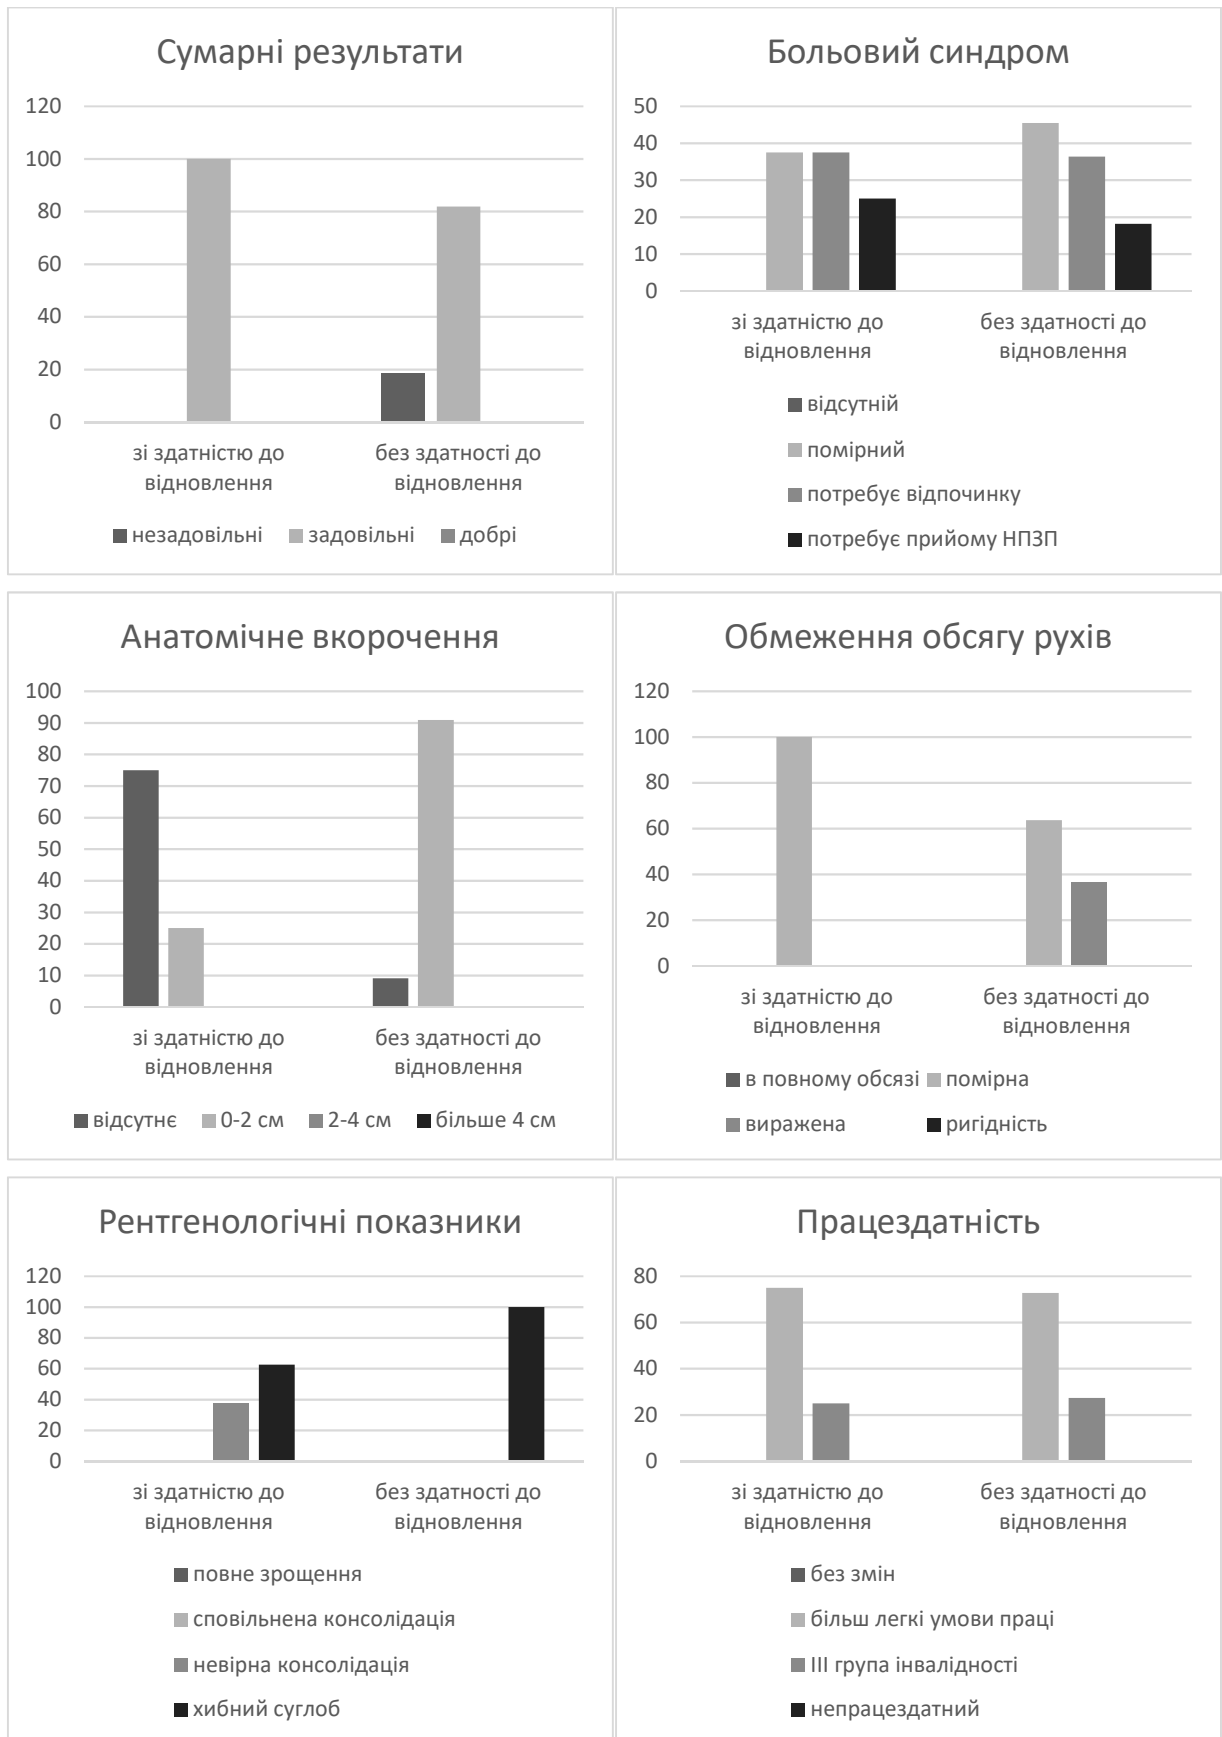 Сумарні результати
120
100
80
60
40
20
0
зі здатністю до
відновлення
без здатності до
відновлення
незадовільні задовільні добрі
Больовий синдром
50
40
30
20
10
0
зі здатністю до
відновлення
без здатності до
відновлення
відсутній
помірний
потребує відпочинку
потребує прийому НПЗП
Анатомічне вкорочення
100
90
80
70
60
50
40
30
20
10
0
зі здатністю до
відновлення
без здатності до
відновлення
відсутнє 0-2 см 2-4 см більше 4 см
Обмеження обсягу рухів
120
100
80
60
40
20
0
зі здатністю до
відновлення
без здатності до
відновлення
в повному обсязі помірна
виражена ригідність
Рентгенологічні показники
120
100
80
60
40
20
0
зі здатністю до
відновлення
без здатності до
відновлення
повне зрощення
сповільнена консолідація
невірна консолідація
хибний суглоб
Працездатність
80
60
40
20
0
зі здатністю до
відновлення
без здатності до
відновлення
без змін
більш легкі умови праці
ІІІ група інвалідності
непрацездатний